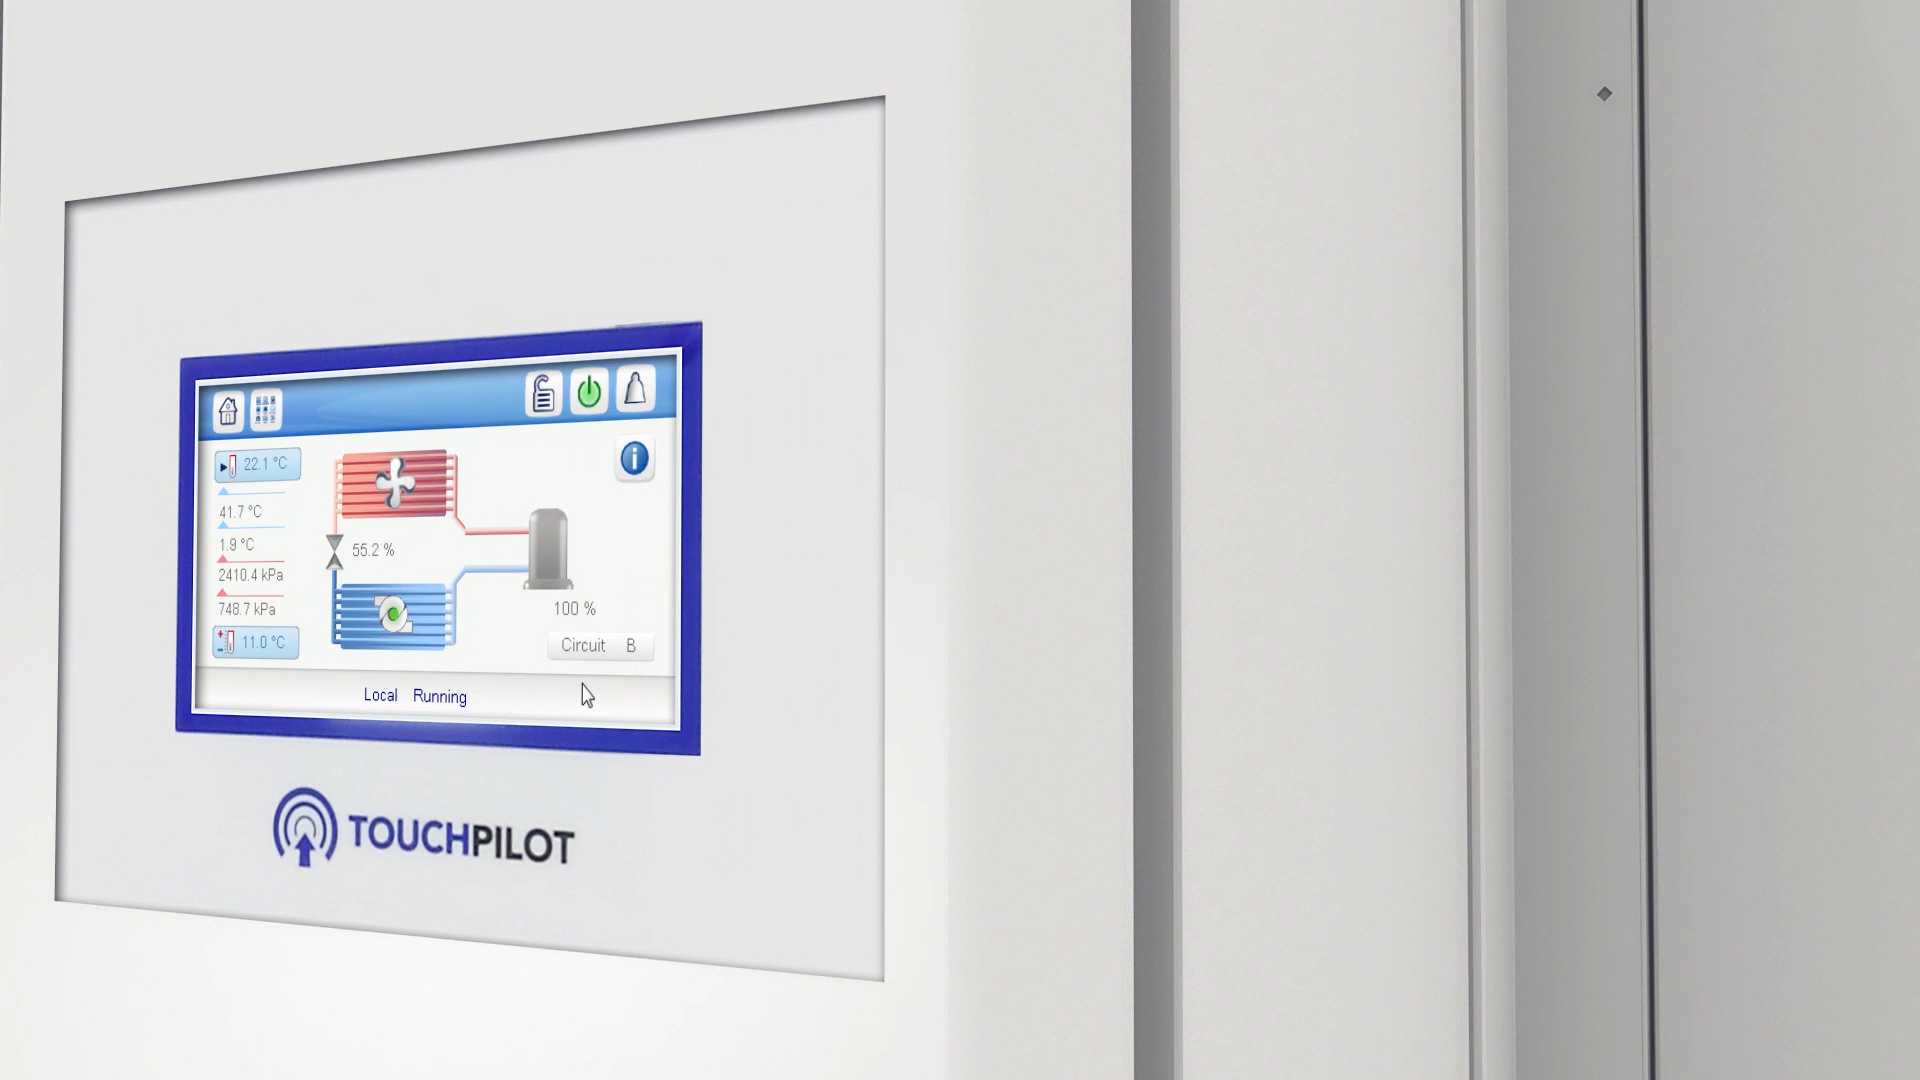 22.1 °C
41.7 °C
1.9 °C
2410.4 kPa
748.7 kPa
11.0 °C
55.2 %
100 %
Circuit B
Local Running
TOUCHPILOT